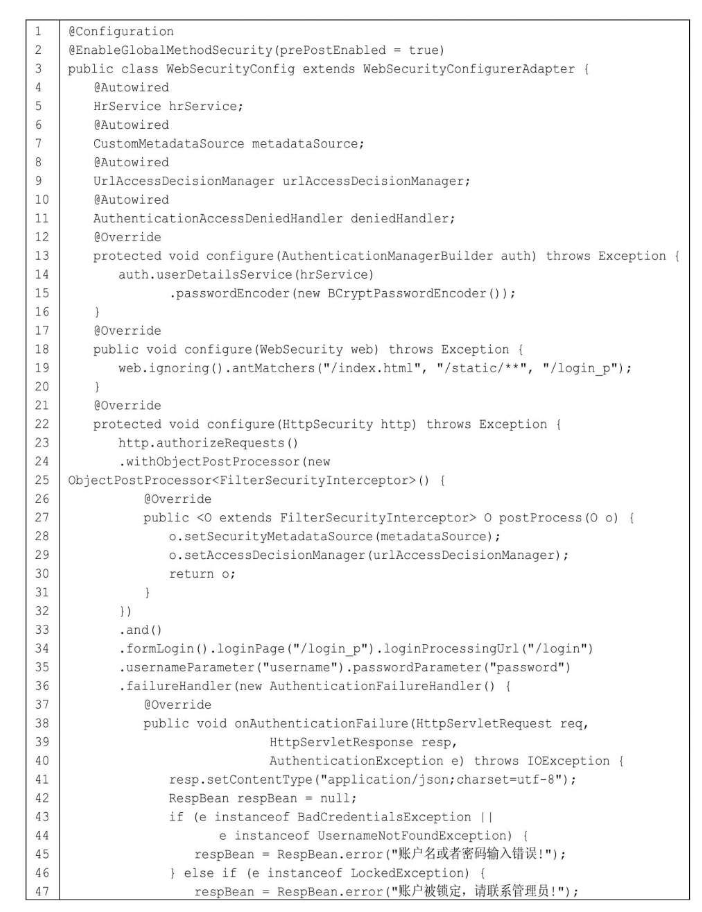 1 @Configuration
2 @EnableGlobalMethodSecurity(prePostEnabled = true)
3 public class WebSecurityConfig extends WebSecurityConfigurerAdapter {
4 @Autowired
5 HrService hrService;
6 @Autowired
7 CustomMetadataSource metadataSource;
8 @Autowired
9 UrlAccessDecisionManager urlAccessDecisionManager;
10 @Autowired
11 AuthenticationAccessDeniedHandler deniedHandler;
12 @Override
13 protected void configure(AuthenticationManagerBuilder auth) throws Exception {
14 auth.userDetailsService(hrService)
15 .passwordEncoder(new BCryptPasswordEncoder());
16 }
17 @Override
18 public void configure(WebSecurity web) throws Exception {
19 web.ignoring().antMatchers("/index.html", "/static/**", "/login_p");
20 }
21 @Override
22 protected void configure(HttpSecurity http) throws Exception {
23 http.authorizeRequests()
24 .withObjectPostProcessor(new
25 ObjectPostProcessor<FilterSecurityInterceptor>() {
26 @Override
27 public <O extends FilterSecurityInterceptor> O postProcess(O o) {
28 o.setSecurityMetadataSource(metadataSource);
29 o.setAccessDecisionManager(urlAccessDecisionManager);
30 return o;
31 }
32 })
33 .and()
34 .formLogin().loginPage("/login_p").loginProcessingUrl("/login")
35 .usernameParameter("username").passwordParameter("password")
36 .failureHandler(new AuthenticationFailureHandler() {
37 @Override
38 public void onAuthenticationFailure(HttpServletRequest req,
39 HttpServletResponse resp,
40 AuthenticationException e) throws IOException {
41 resp.setContentType("application/json;charset=utf-8");
42 RespBean respBean = null;
43 if (e instanceof BadCredentialsException ||
44 e instanceof UsernameNotFoundException) {
45 respBean = RespBean.error("账户名或者密码输入错误!");
46 } else if (e instanceof LockedException) {
47 respBean = RespBean.error("账户被锁定，请联系管理员!");